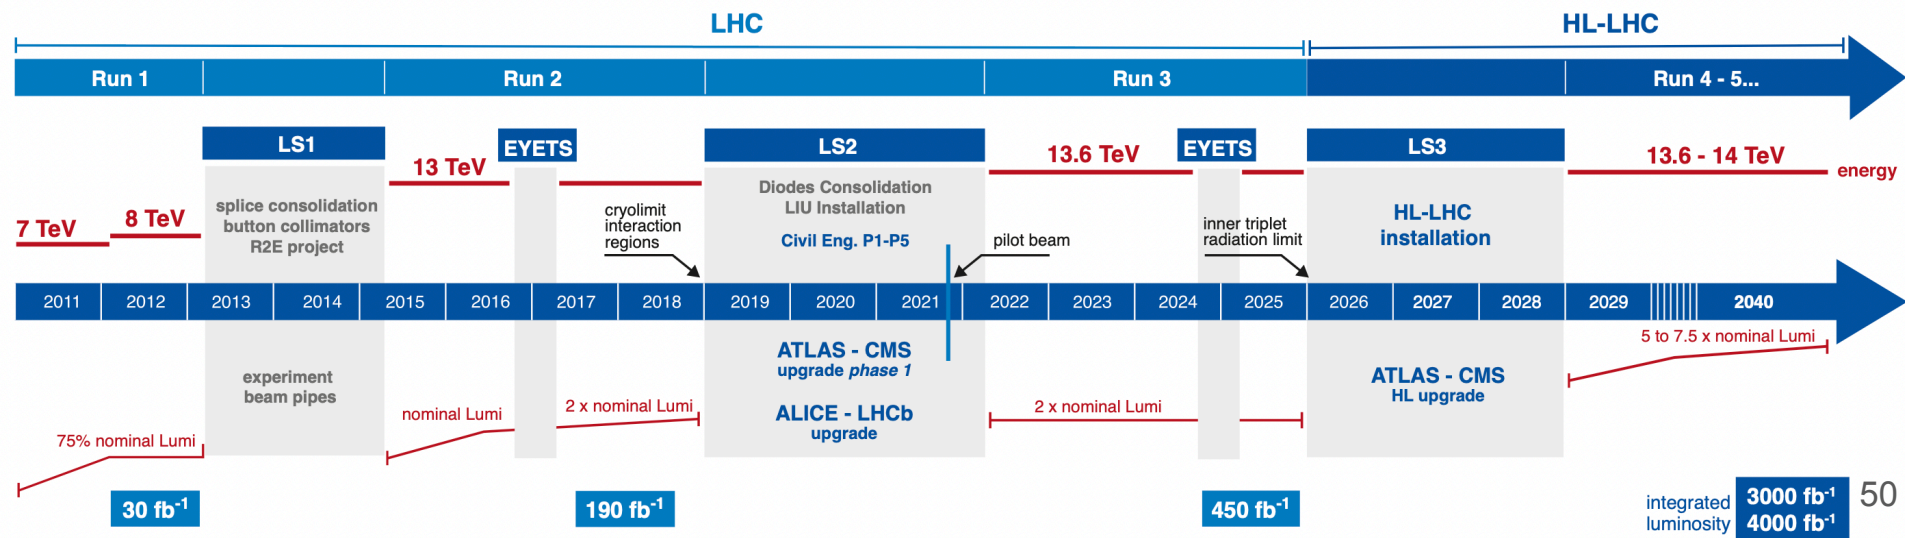 LHC
HL-LHC
Run 1
Run 2
Run 3
Run 4 - 5...
LS1
EYETS
LS2
EYETS
LS3
13 TeV
13.6 TeV
13.6 - 14 TeV
energy
7 TeV
8 TeV
splice consolidation
button collimators
R2E project
cryolimit
interaction
regions
Diodes Consolidation
LIU Installation
Civil Eng. P1-P5
pilot beam
inner triplet
radiation limit
HL-LHC
installation
2011
2012
2013
2014
2015
2016
2017
2018
2019
2020
2021
2022
2023
2024
2025
2026
2027
2028
2029
2040
experiment
beam pipes
ATLAS - CMS
upgrade phase 1
ALICE - LHCb
upgrade
ATLAS - CMS
HL upgrade
75% nominal Lumi
nominal Lumi
2 x nominal Lumi
2 x nominal Lumi
5 to 7.5 x nominal Lumi
30 fb⁻¹
190 fb⁻¹
450 fb⁻¹
integrated
luminosity
3000 fb⁻¹
4000 fb⁻¹
50